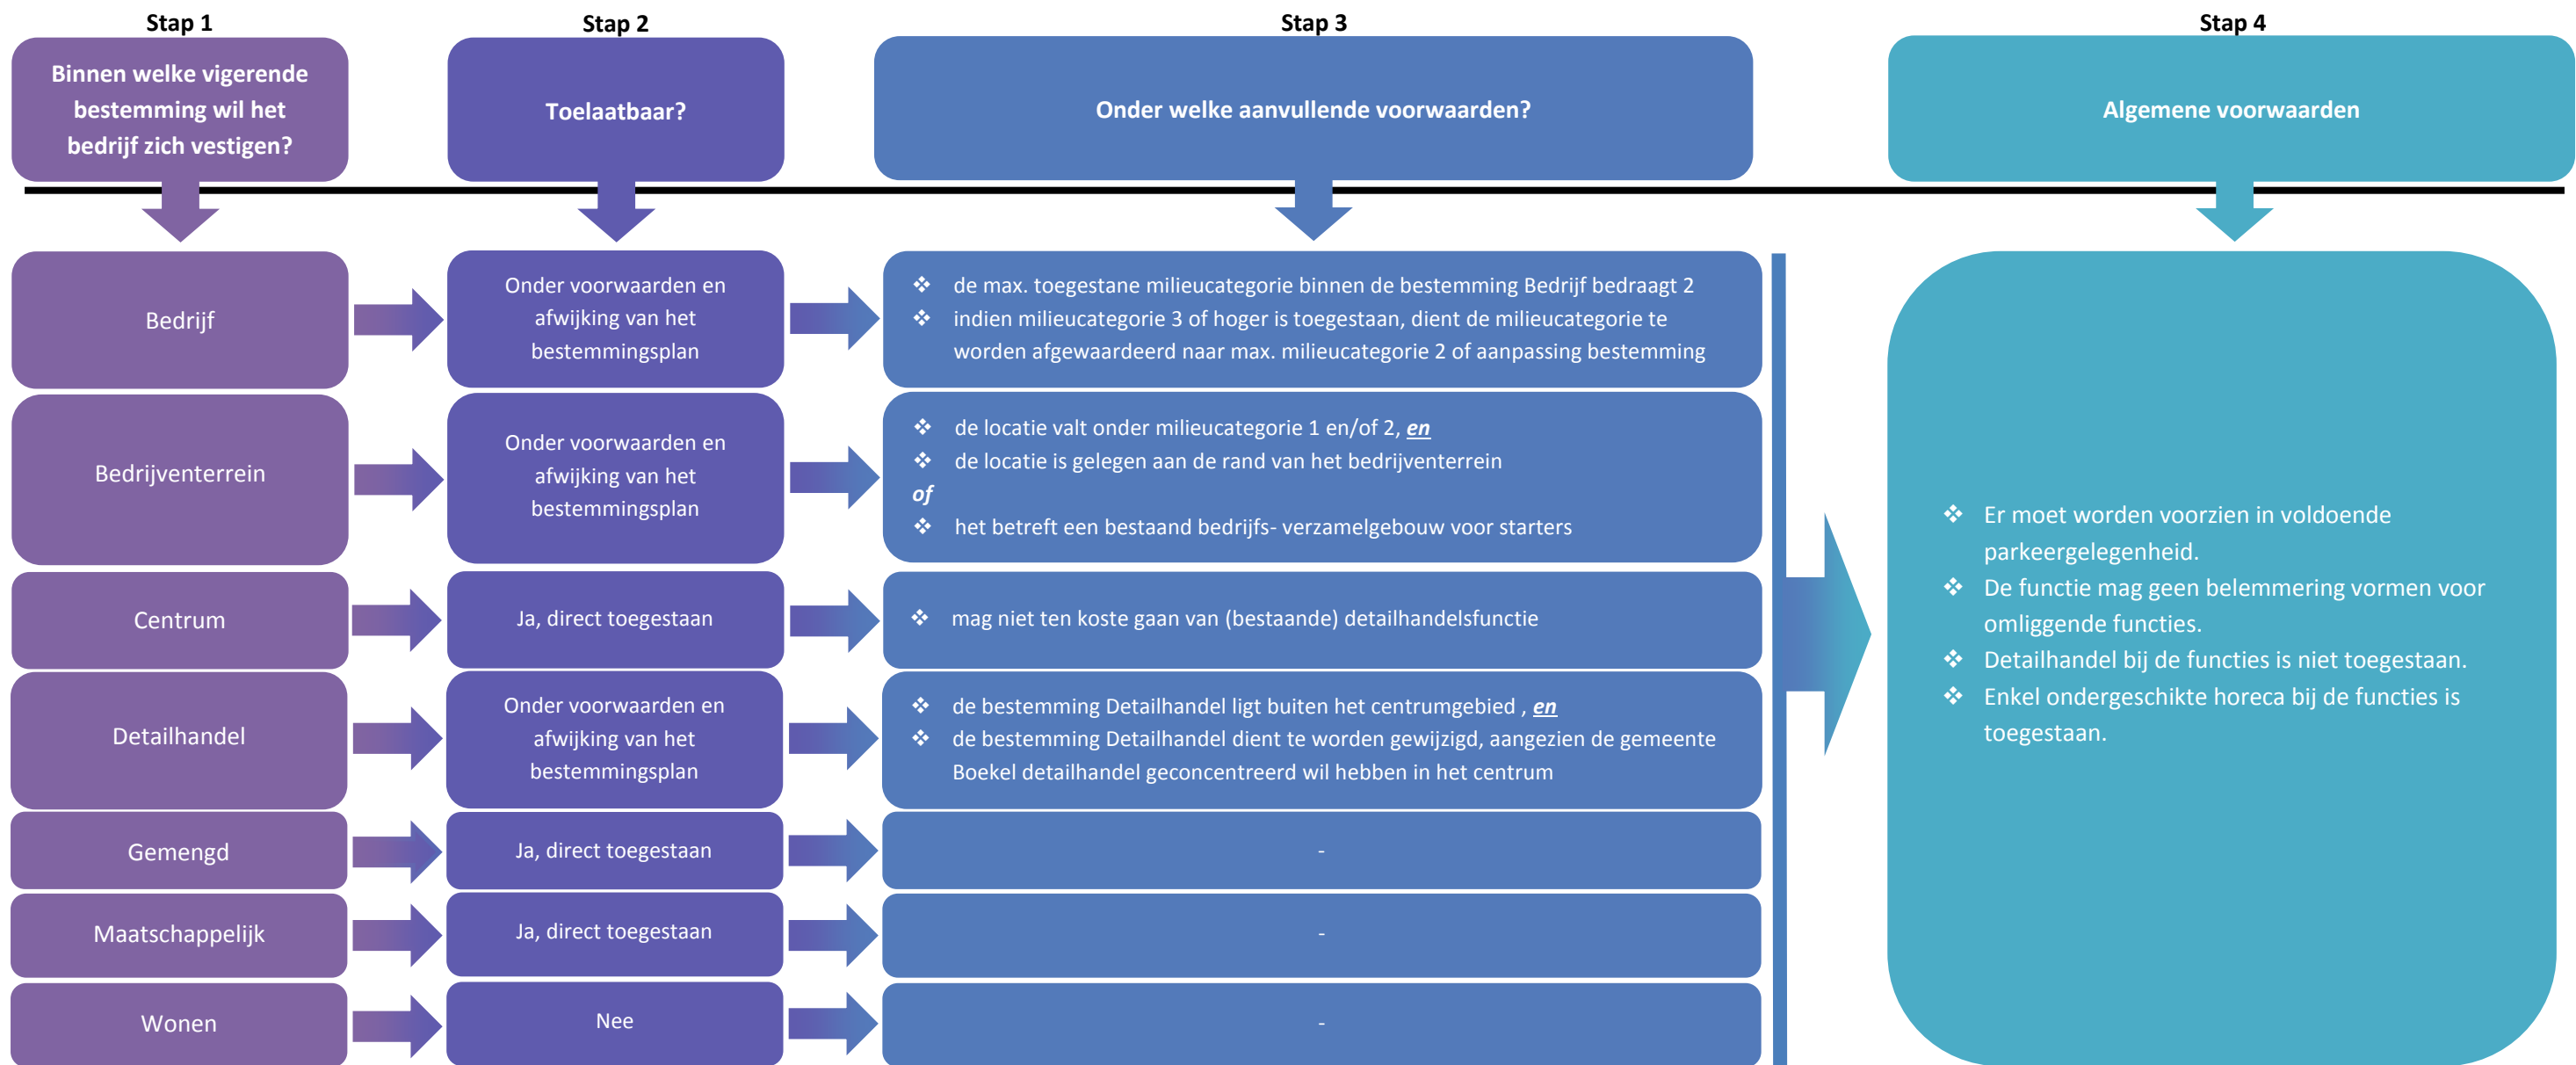 Stap 1
Stap 2
Stap 3
Stap 4
Binnen welke vigerende
bestemming wil het
bedrijf zich vestigen?
Toelaatbaar?
Onder welke aanvullende voorwaarden?
Algemene voorwaarden
Bedrijf
Onder voorwaarden en
afwijking van het
bestemmingsplan
❖ de max. toegestane milieucategorie binnen de bestemming Bedrijf bedraagt 2
❖ indien milieucategorie 3 of hoger is toegestaan, dient de milieucategorie te
worden afgewaardeerd naar max. milieucategorie 2 of aanpassing bestemming
Bedrijventerrein
Onder voorwaarden en
afwijking van het
bestemmingsplan
❖ de locatie valt onder milieucategorie 1 en/of 2, en
❖ de locatie is gelegen aan de rand van het bedrijventerrein
of
❖ het betreft een bestaand bedrijfs- verzamelgebouw voor starters
Centrum
Ja, direct toegestaan
❖ mag niet ten koste gaan van (bestaande) detailhandelsfunctie
Detailhandel
Onder voorwaarden en
afwijking van het
bestemmingsplan
❖ de bestemming Detailhandel ligt buiten het centrumgebied , en
❖ de bestemming Detailhandel dient te worden gewijzigd, aangezien de gemeente
Boekel detailhandel geconcentreerd wil hebben in het centrum
Gemengd
Ja, direct toegestaan
-
Maatschappelijk
Ja, direct toegestaan
-
Wonen
Nee
-
❖ Er moet worden voorzien in voldoende
parkeergelegenheid.
❖ De functie mag geen belemmering vormen voor
omliggende functies.
❖ Detailhandel bij de functies is niet toegestaan.
❖ Enkel ondergeschikte horeca bij de functies is
toegestaan.